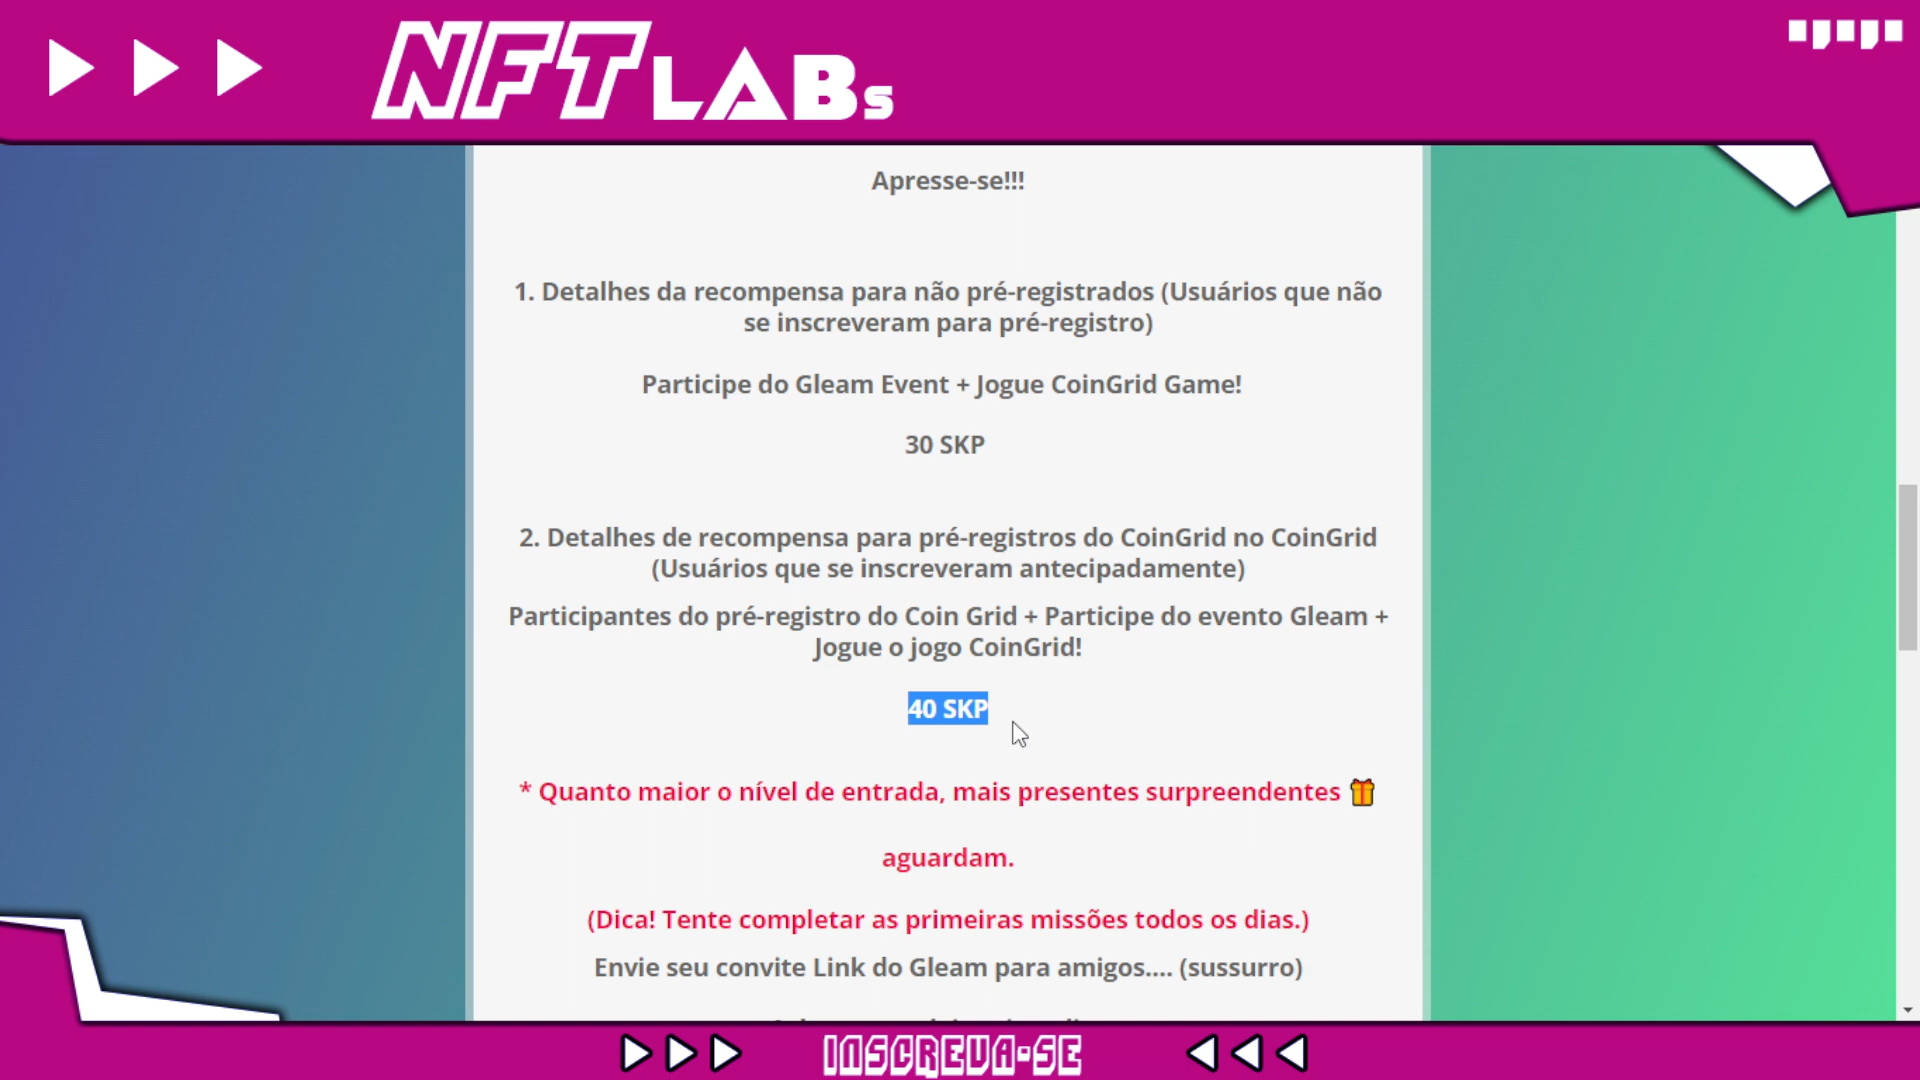 NFT LABs
Apresse-se!!!
1. Detalhes da recompensa para não pré-registrados (Usuários que não
se inscreveram para pré-registro)
Participe do Gleam Event + Jogue CoinGrid Game!
30 SKP
2. Detalhes de recompensa para pré-registros do CoinGrid no CoinGrid
(Usuários que se inscreveram antecipadamente)
Participantes do pré-registro do Coin Grid + Participe do evento Gleam +
Jogue o jogo CoinGrid!
40 SKP
* Quanto maior o nível de entrada, mais presentes surpreendentes 🎁
aguardam.
(Dica! Tente completar as primeiras missões todos os dias.)
Envie seu convite Link do Gleam para amigos.... (sussurro)
INSCREVA-SE